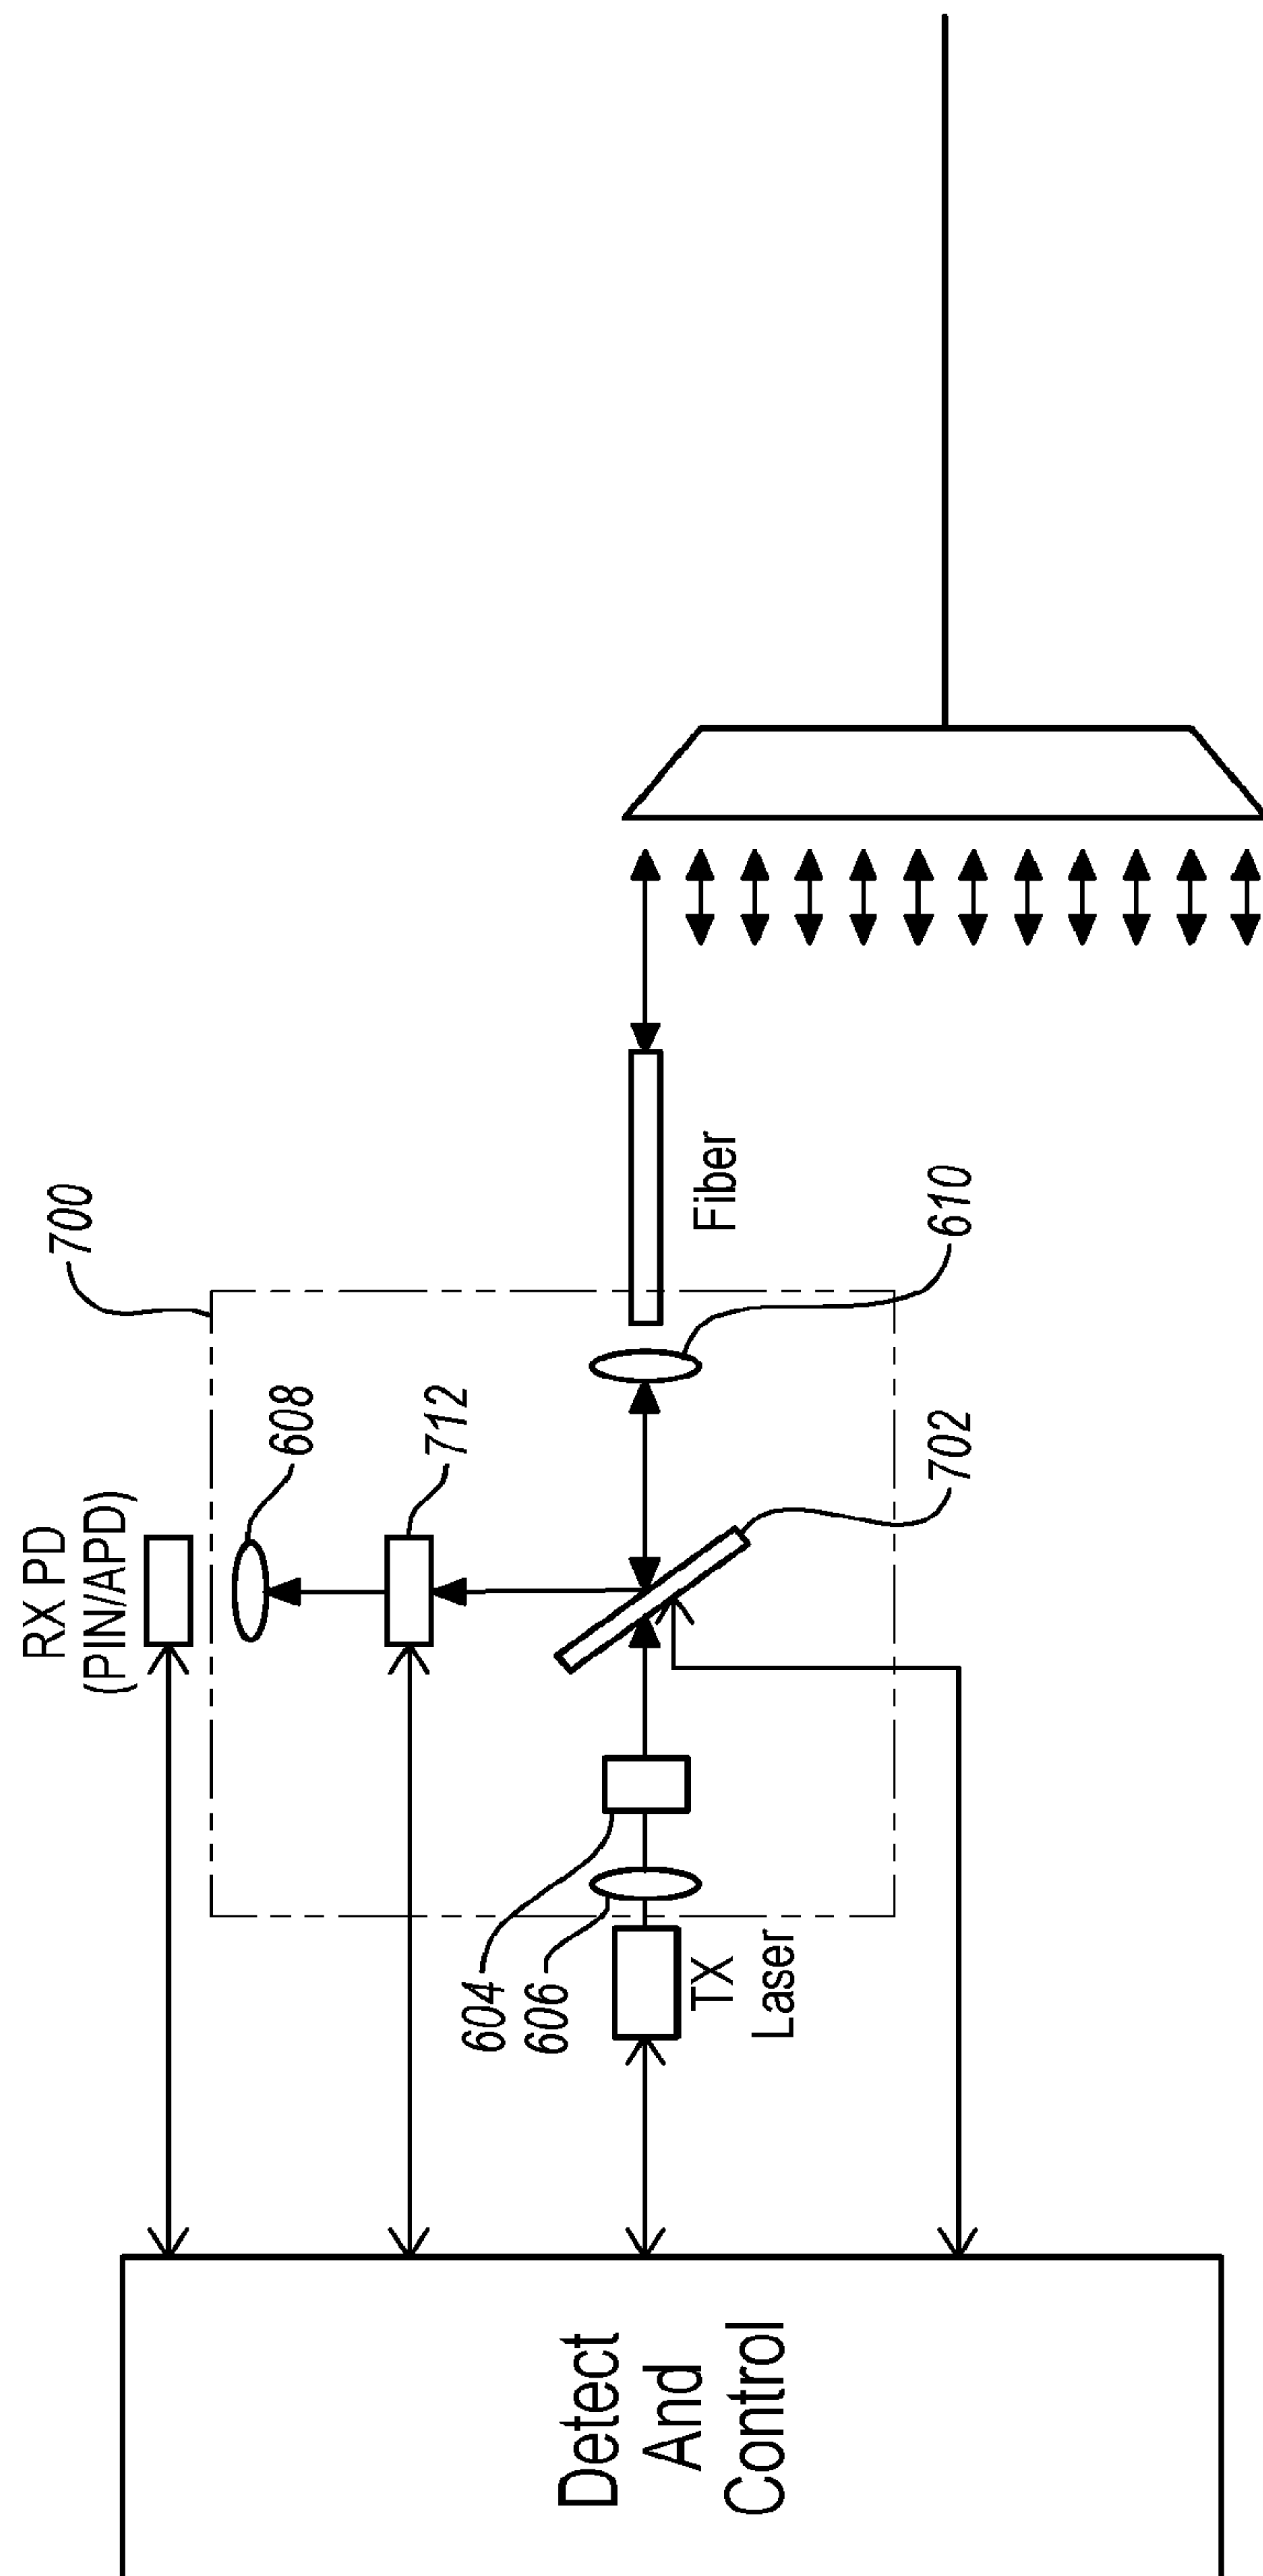 700
608
RX PD
(PIN/APD)
712
Fiber
610
702
604
606
TX
Laser
Detect
And
Control